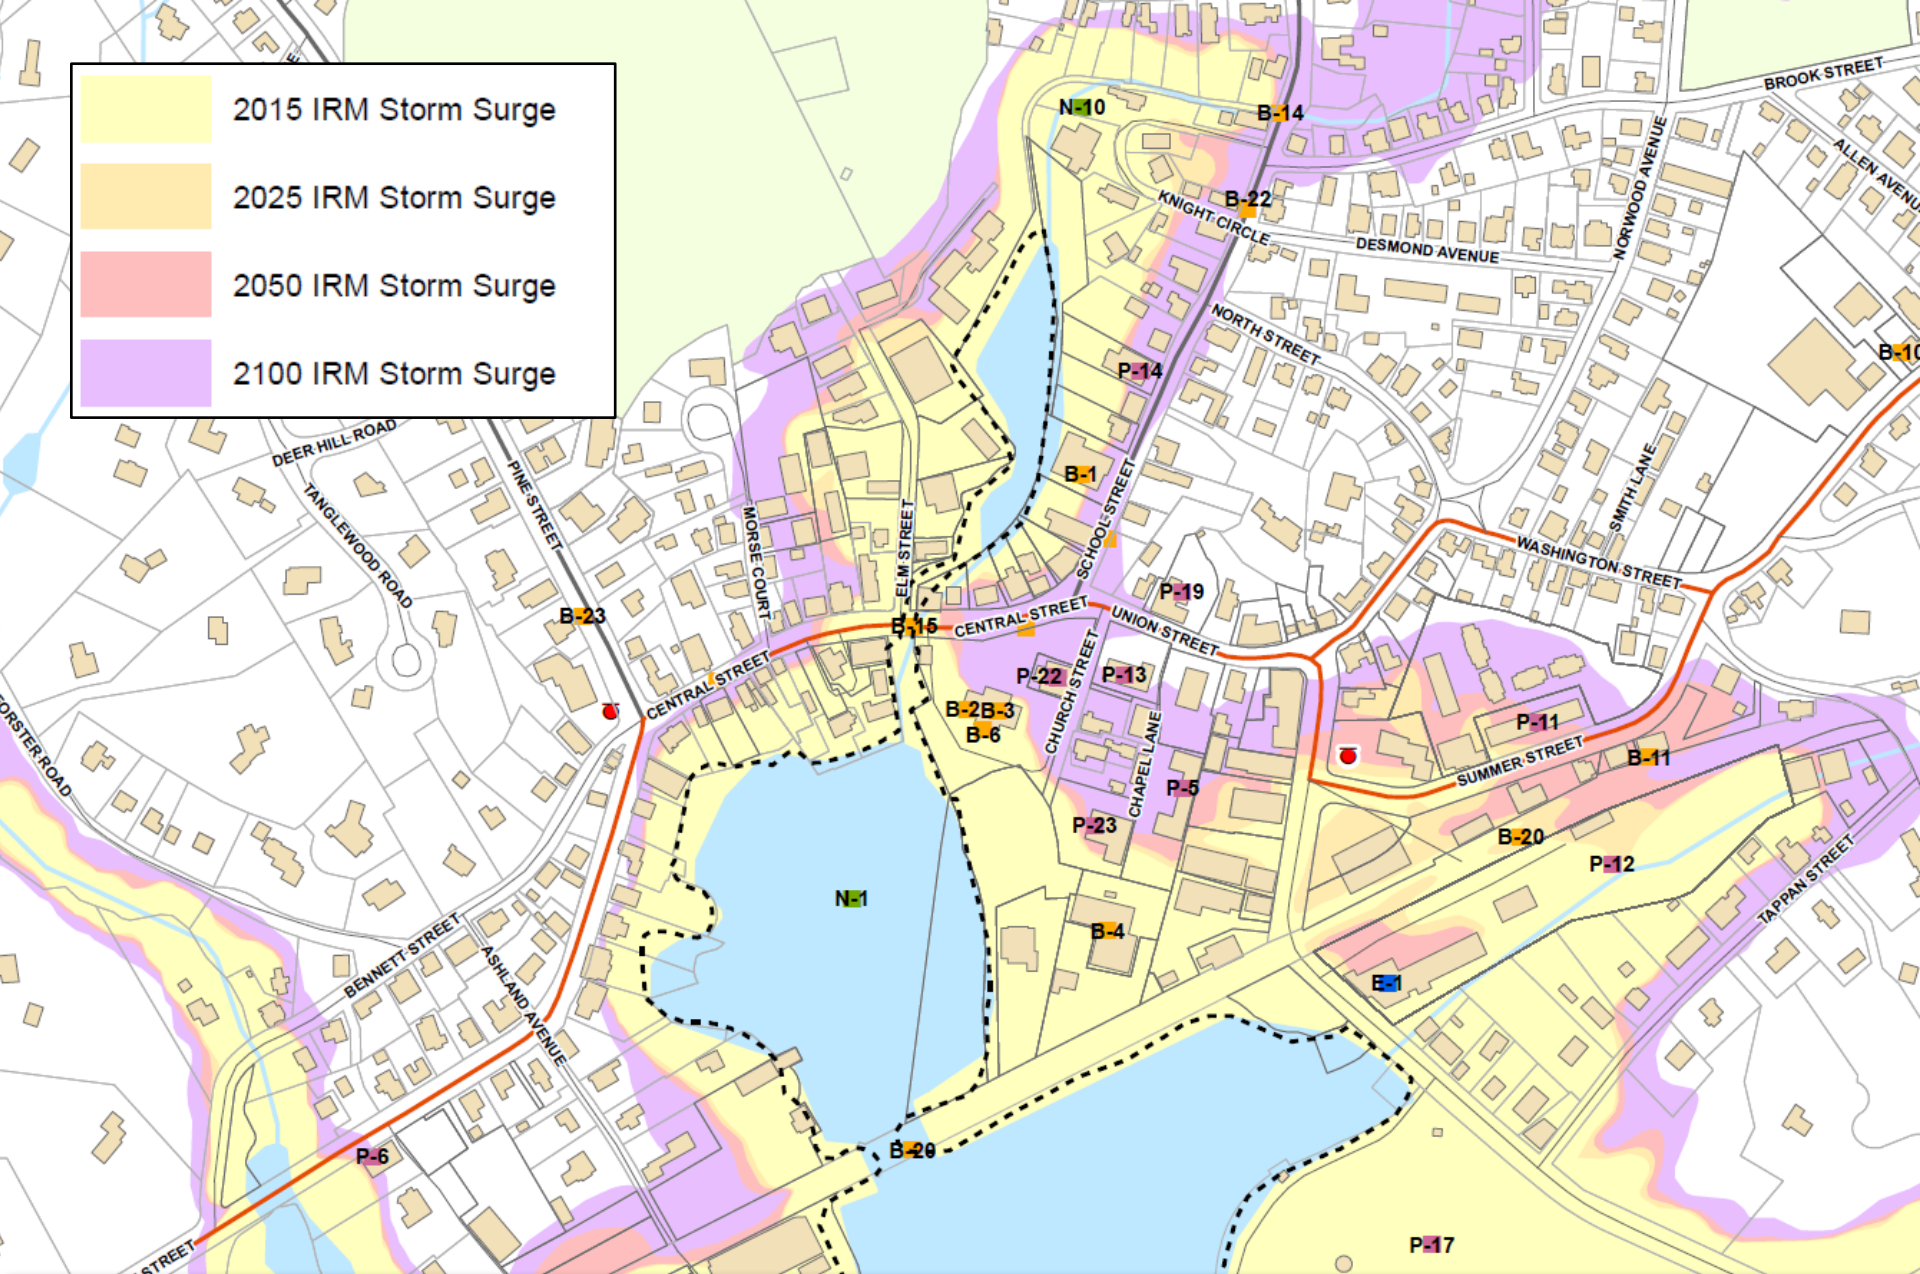 2015 IRM Storm Surge
2025 IRM Storm Surge
2050 IRM Storm Surge
2100 IRM Storm Surge
BROOK STREET
N-10
B-14
ALLEN AVENU
NORWOOD AVENUE
B-22
KNIGHT CIRCLE
DESMOND AVENUE
NORTH STREET
B-10
P-14
DEER HILL ROAD
PINE STREET
TANGLEWOOD ROAD
MORSE COURT
ELM STREET
B-1
SCHOOL STREET
SMITH LANE
WASHINGTON STREET
B-23
P-19
B-15
CENTRAL STREET
UNION STREET
CENTRAL STREET
P-22
P-13
CHURCH STREET
CHAPEL LANE
B-2
B-3
B-6
P-11
SUMMER STREET
B-11
FORSTER ROAD
P-5
P-23
B-20
P-12
TAPPAN STREET
N-1
B-4
BENNETT STREET
ASHLAND AVENUE
E-1
P-6
B-20
P-17
STREET